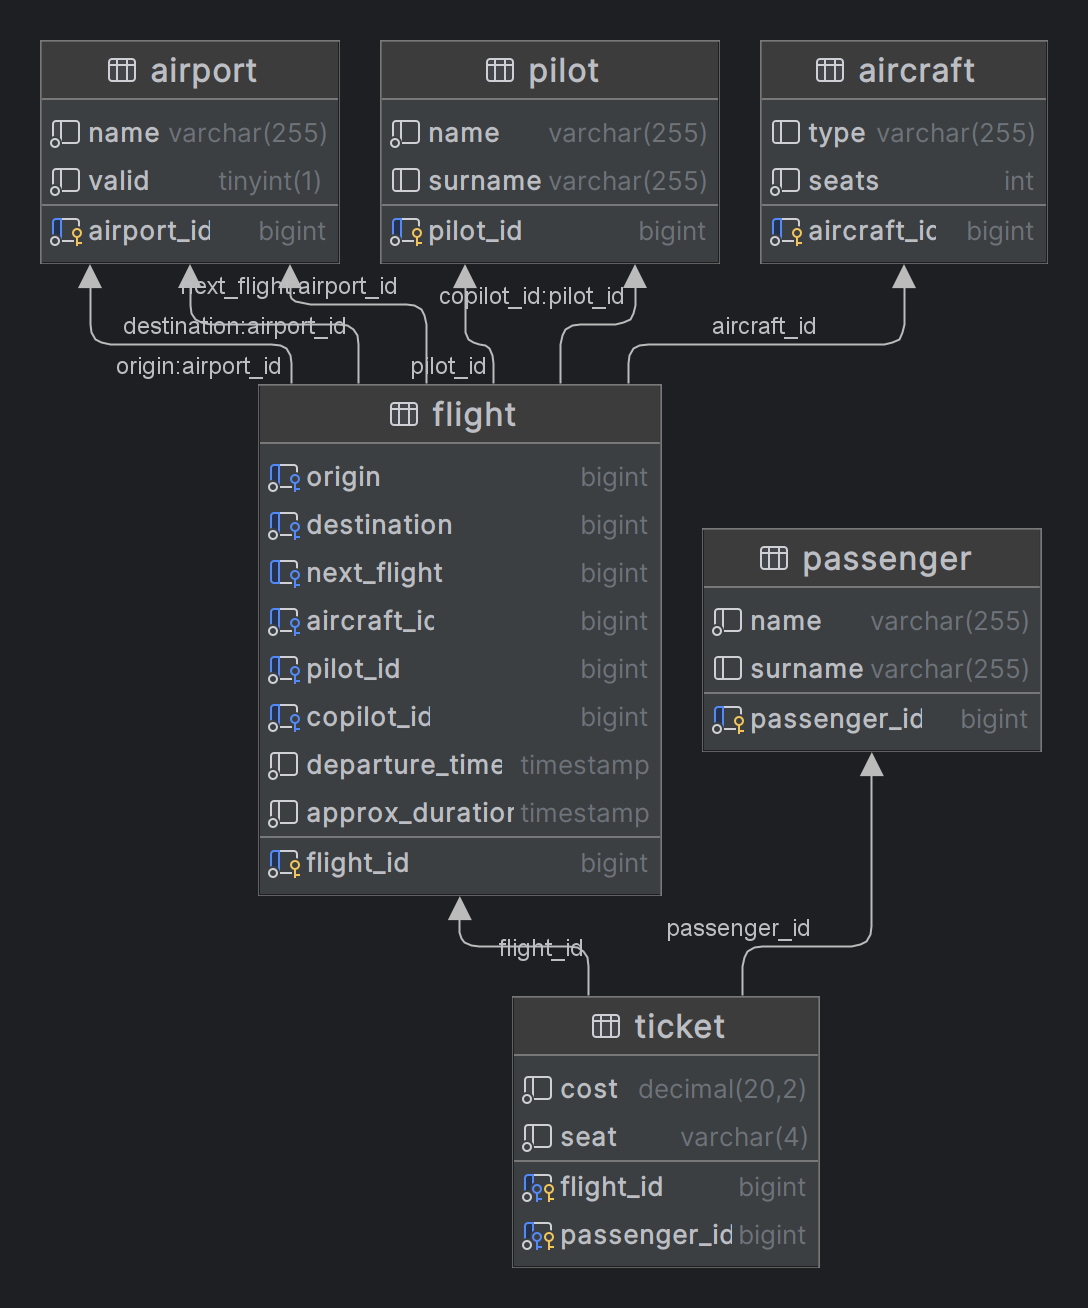 airport
name varchar(255)
valid tinyint(1)
airport_id bigint
pilot
name varchar(255)
surname varchar(255)
pilot_id bigint
aircraft
type varchar(255)
seats int
aircraft_ic bigint
next_flight:airport_id
copilot_id:pilot_id
destination:airport_id
aircraft_id
origin:airport_id
pilot_id
flight
origin bigint
destination bigint
next_flight bigint
aircraft_ic bigint
pilot_id bigint
copilot_id bigint
departure_time timestamp
approx_duration timestamp
flight_id bigint
passenger
name varchar(255)
surname varchar(255)
passenger_id bigint
flight_id
passenger_id
ticket
cost decimal(20,2)
seat varchar(4)
flight_id bigint
passenger_id bigint